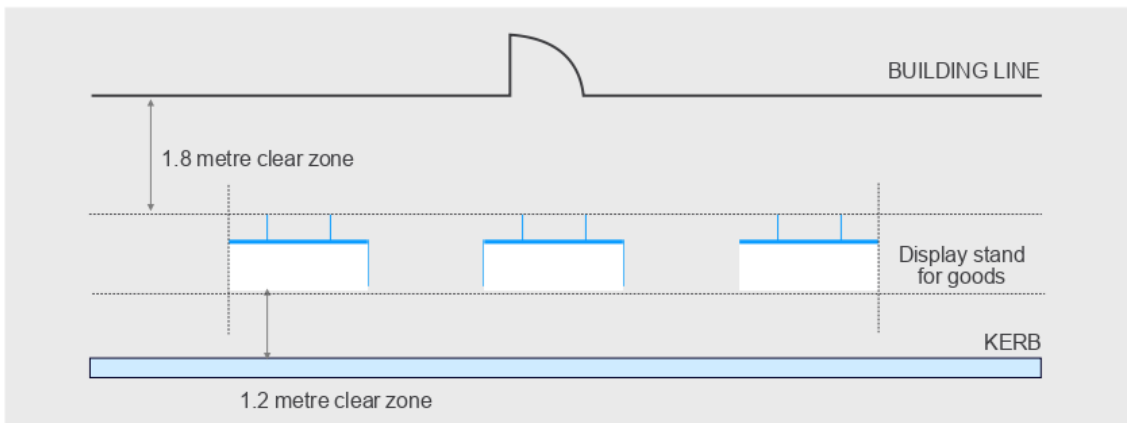 BUILDING LINE
1.8 metre clear zone
Display stand
for goods
KERB
1.2 metre clear zone